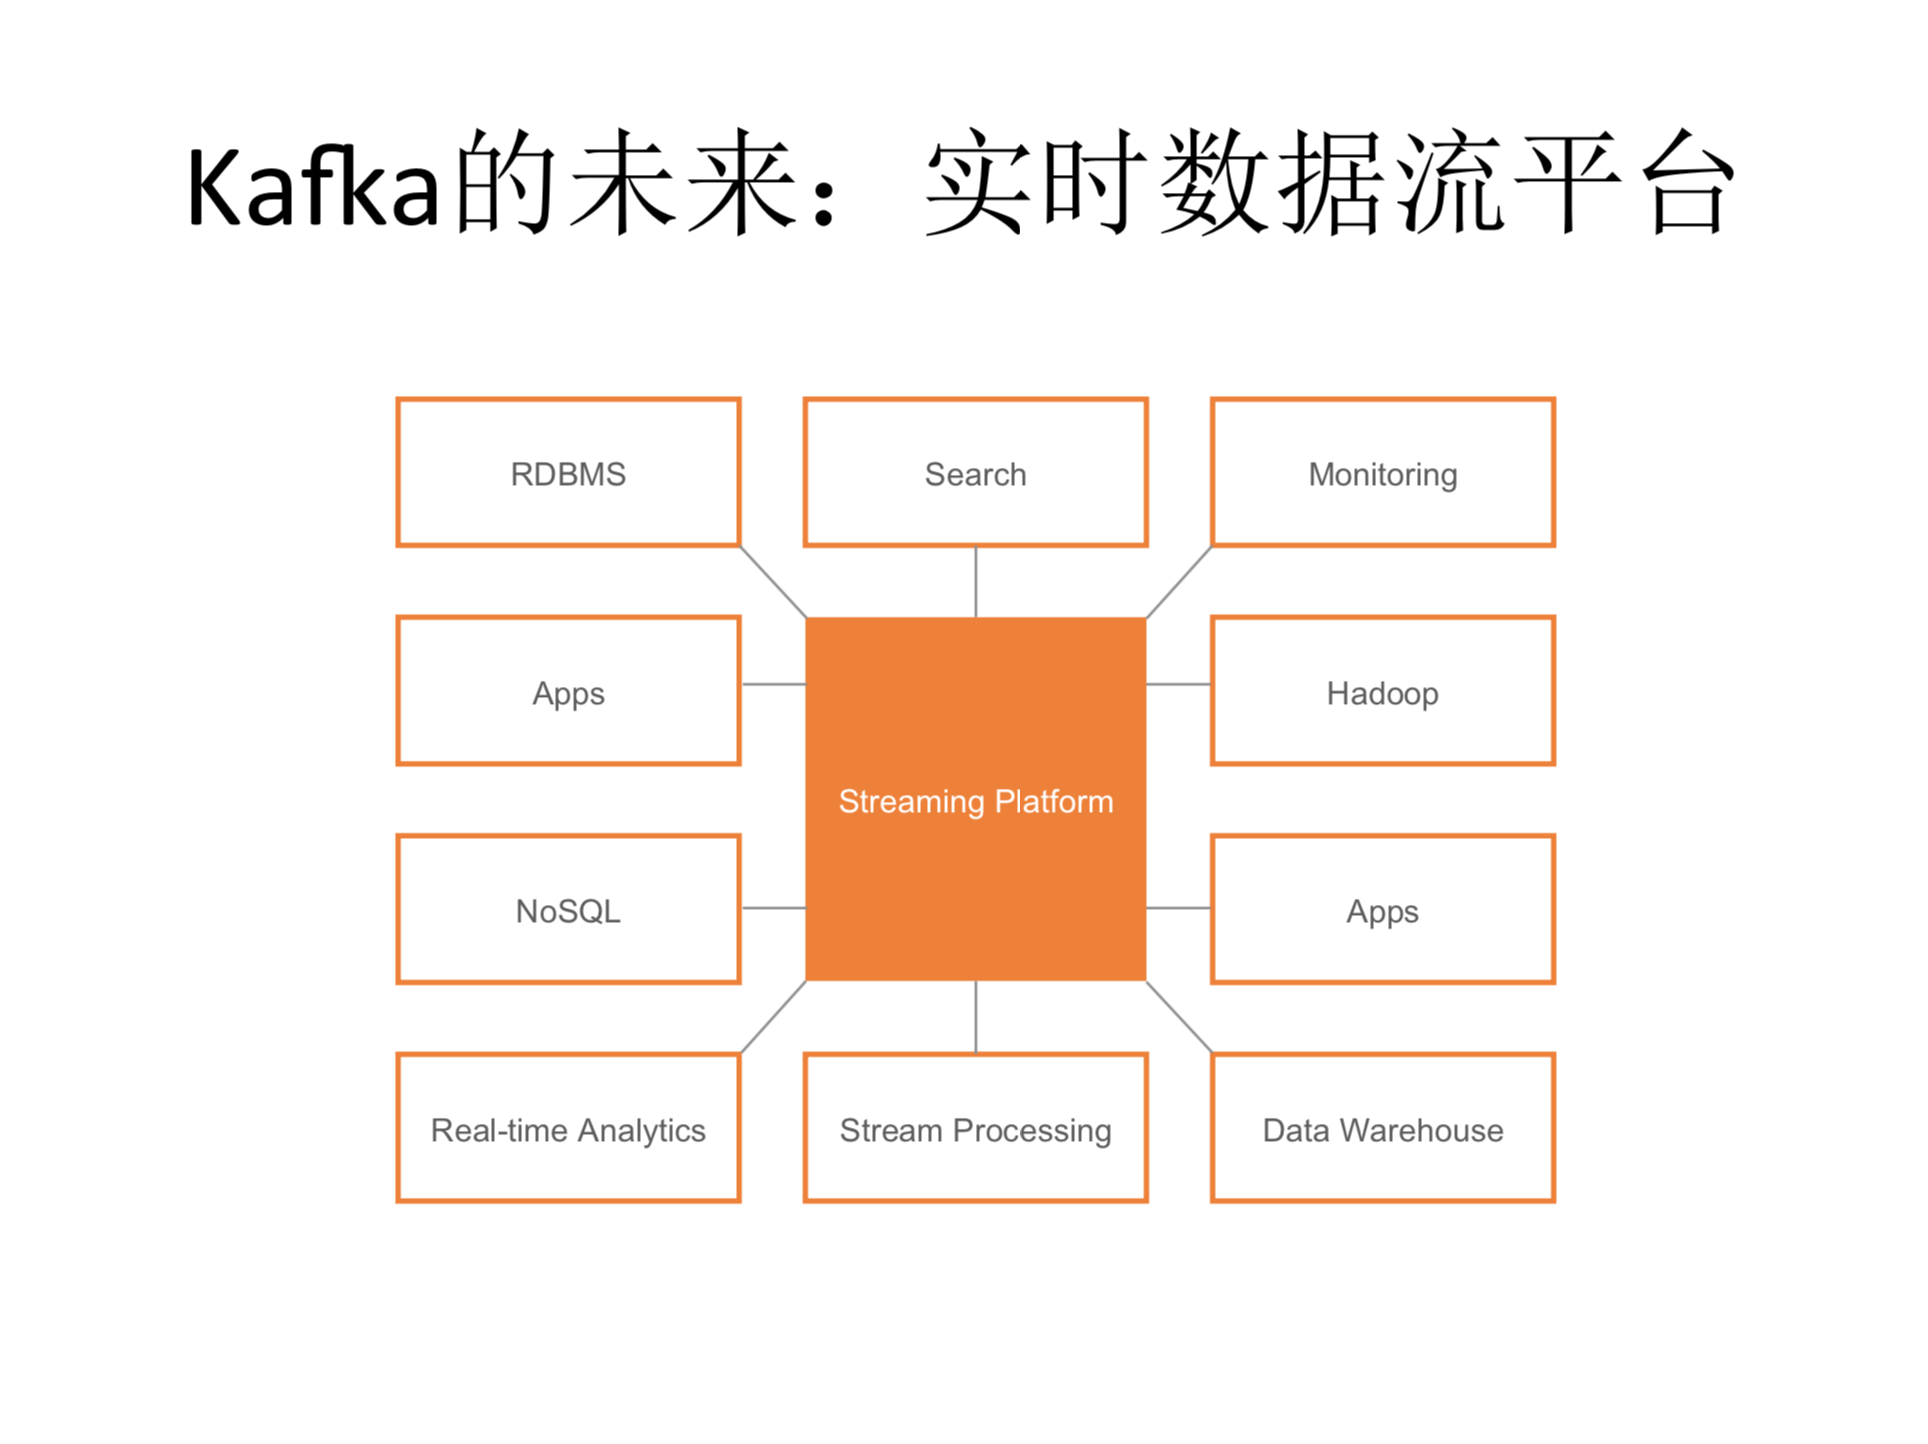 Kafka的未来：实时数据流平台
RDBMS
Search
Monitoring
Apps
Hadoop
Streaming Platform
NoSQL
Apps
Real-time Analytics
Stream Processing
Data Warehouse